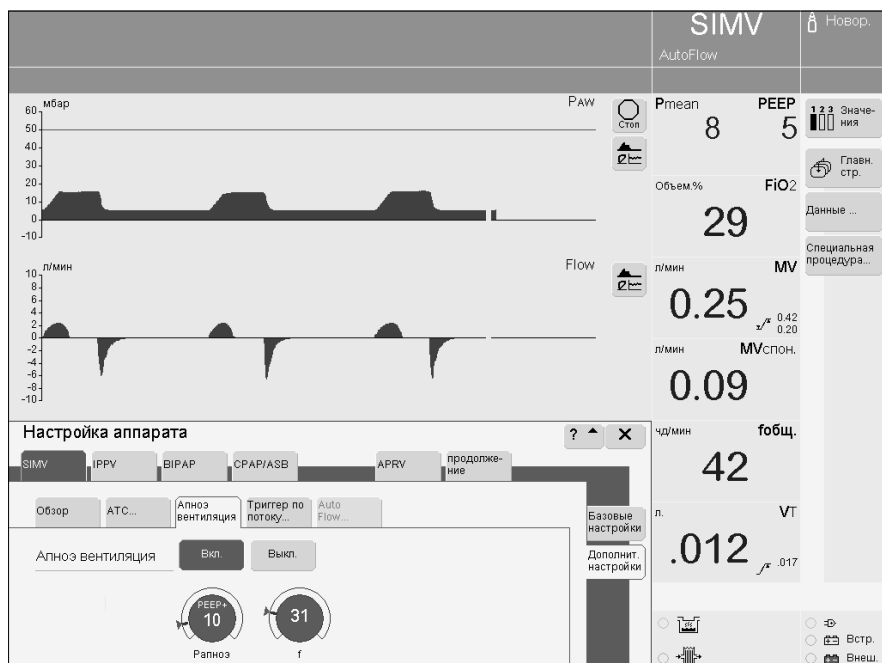 SIMV
AutoFlow
Новор.
мбар
Paw
60
50
40
30
20
10
0
-10
Стоп
Pmean PEEP
8 5
1 2 3 Значе-
ния
Главн.
стр.
Данные ...
Специальная
процедура...
Объем.% FiO2
29
л/мин
Flow
10
8
6
4
2
0
-2
-4
-6
-8
-10
л/мин MV
0.25 0.42
0.20
л/мин MVспон.
0.09
чд/мин fобщ.
42
л. VT
.012 .017
Настройка аппарата
?
SIMV IPPV BIPAP CPAP/ASB APRV продолже-
ние
Обзор ATC... Апноэ
вентиляция Триггер по
потоку... Auto
Flow...
Базовые
настройки
Дополнит.
настройки
Апноэ вентиляция Вкл. Выкл.
PEEP+
10 31
Pапноэ f
Встр.
Внеш.